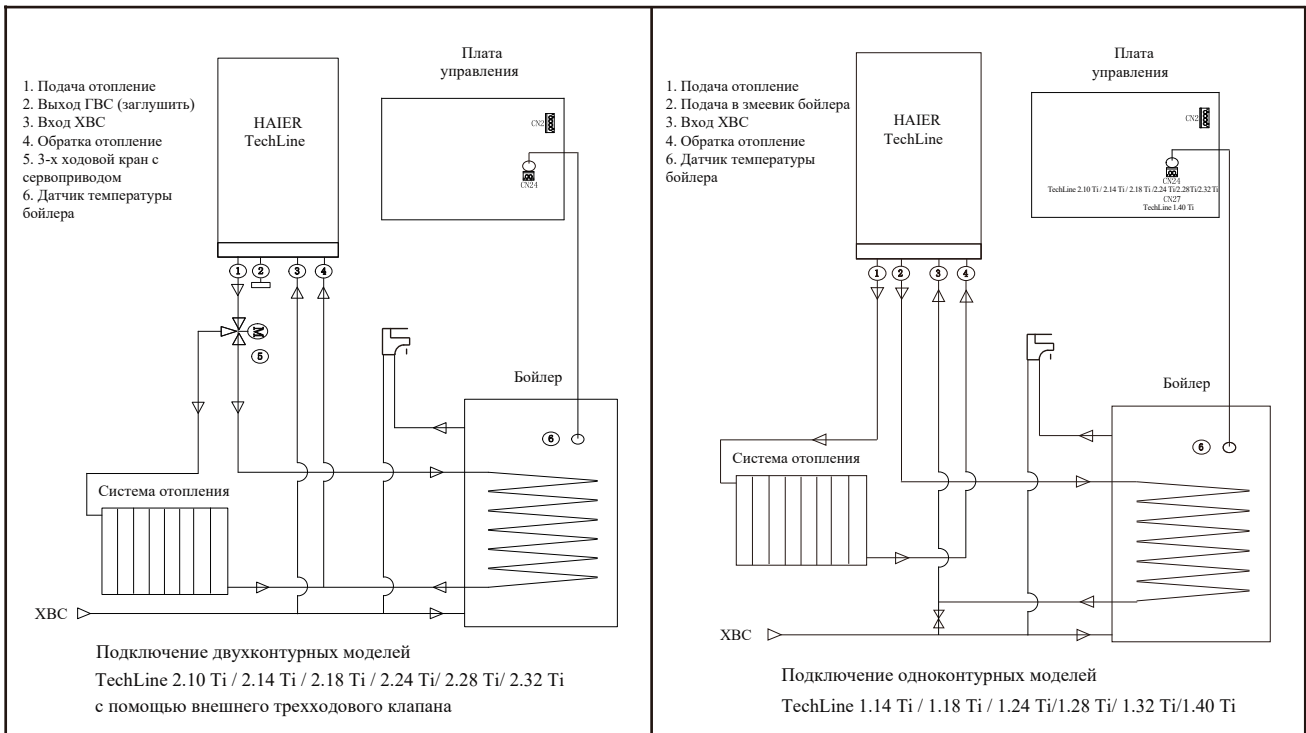 1. Подача отопление
2. Выход ГВС (заглушить)
3. Вход ХВС
4. Обратка отопление
5. 3-х ходовой кран с
сервоприводом
6. Датчик температуры
бойлера
HAIER
TechLine
Плата
управления
CN2
CN24
1
2
3
4
M
5
Бойлер
6
Система отопления
ХВС
Подключение двухконтурных моделей
TechLine 2.10 Ti / 2.14 Ti / 2.18 Ti / 2.24 Ti/ 2.28 Ti/ 2.32 Ti
с помощью внешнего трехходового клапана
1. Подача отопление
2. Подача в змеевик бойлера
3. Вход ХВС
4. Обратка отопление
6. Датчик температуры
бойлера
HAIER
TechLine
Плата
управления
CN2
CN24
TechLine 2.10 Ti / 2.14 Ti / 2.18 Ti /2.24 Ti/2.28Ti/2.32 Ti
CN27
TechLine 1.40 Ti
1
2
3
4
Бойлер
6
Система отопления
ХВС
Подключение одноконтурных моделей
TechLine 1.14 Ti / 1.18 Ti / 1.24 Ti/1.28 Ti/ 1.32 Ti/1.40 Ti